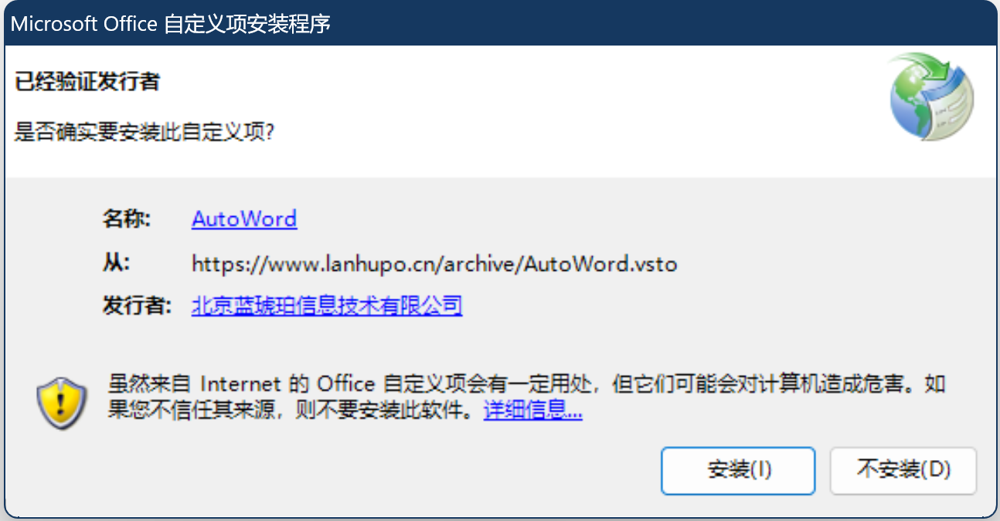 Microsoft Office 自定义项安装程序
已经验证发行者
是否确实要安装此自定义项?
名称: AutoWord
从: https://www.lanhupo.cn/archive/AutoWord.vsto
发行者: 北京蓝琥珀信息技术有限公司
虽然来自 Internet 的 Office 自定义项会有一定用处，但它们可能会对计算机造成危害。如
果您不信任其来源，则不要安装此软件。详细信息...
安装(I) 不安装(D)